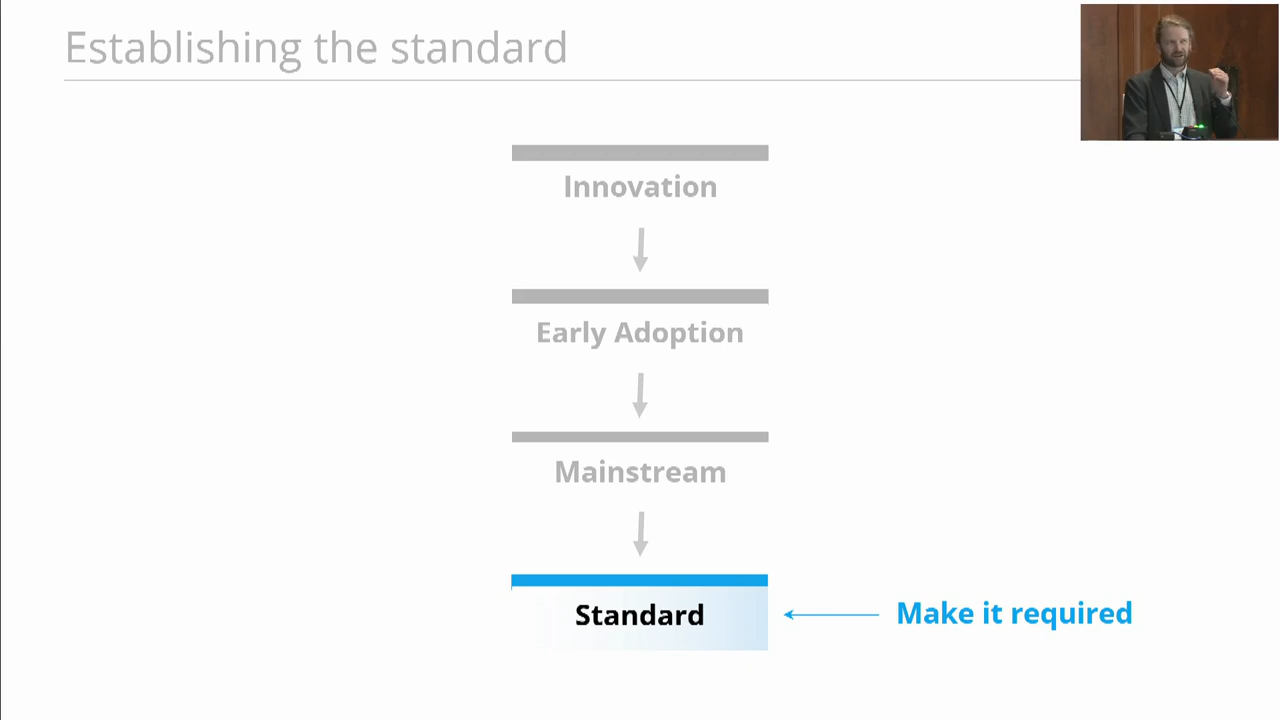 Establishing the standard
Innovation
Early Adoption
Mainstream
Standard
Make it required